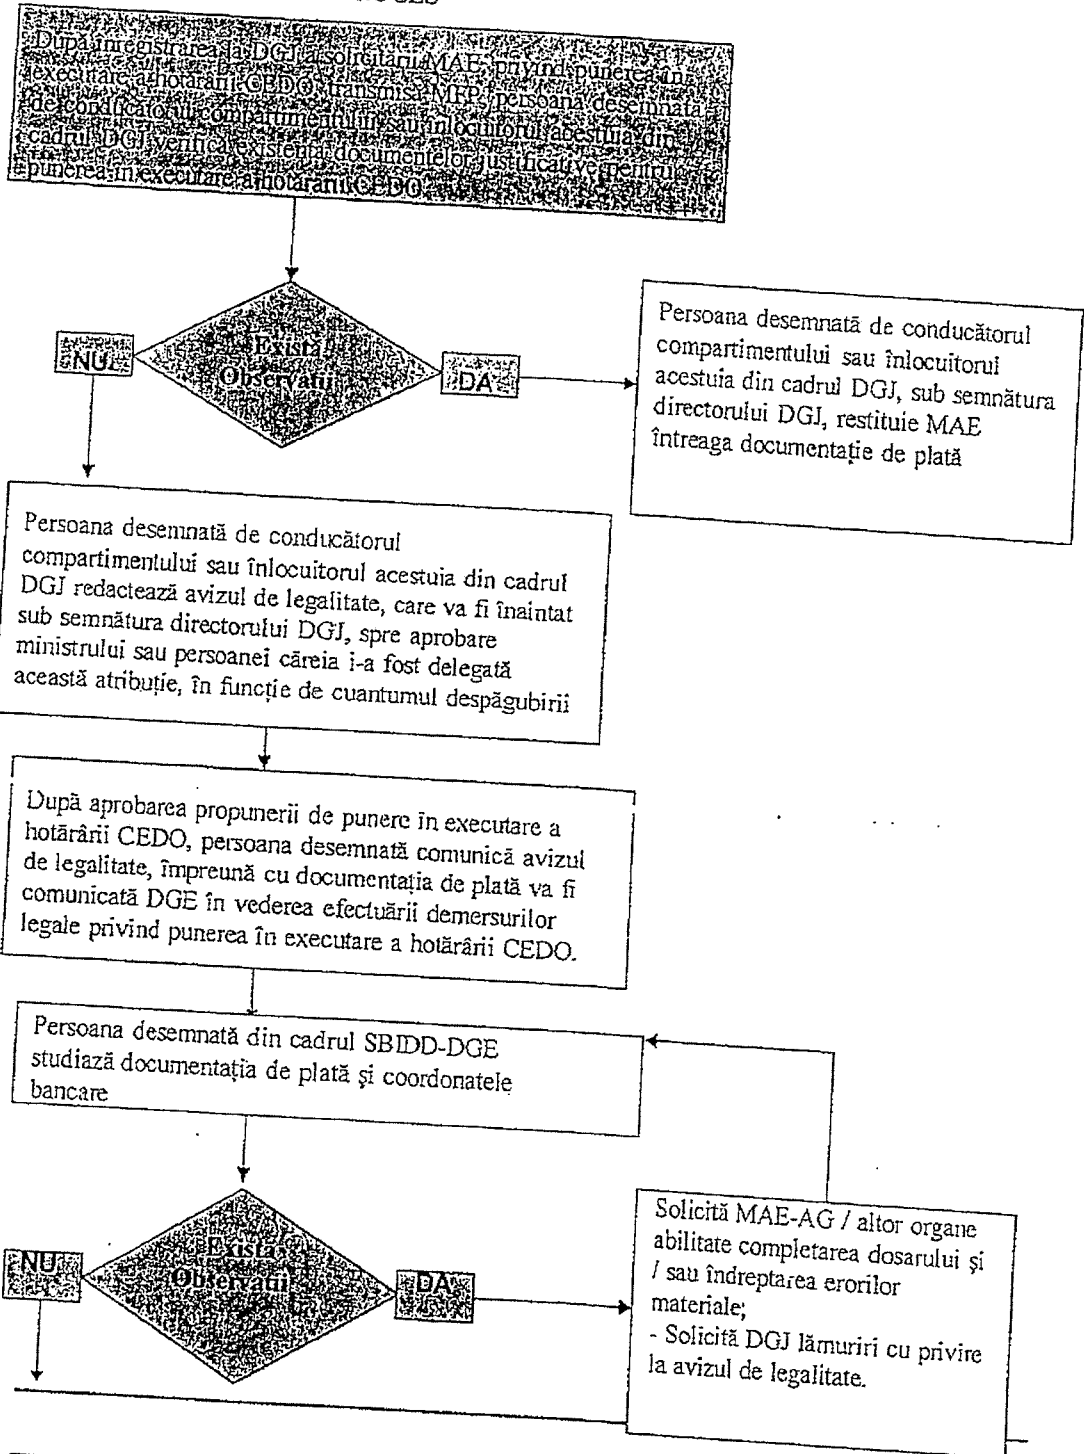 După înregistrarea la DGJ a solicitării MAE privind punerea în
executare a hotărârii CEDO transmisă MFP, persoana desemnată
de conducătorul compartimentului sau înlocuitorul acestuia din
cadrul DGJ verifică existența documentelor justificative pentru
punerea în executare a hotărârii CEDO
Există
Observații
NU
DA
Persoana desemnată de conducătorul
compartimentului sau înlocuitorul
acestuia din cadrul DGJ, sub semnătura
directorului DGJ, restituie MAE
întreaga documentație de plată
Persoana desemnată de conducătorul
compartimentului sau înlocuitorul acestuia din cadrul
DGJ redactează avizul de legalitate, care va fi înaintat
sub semnătura directorului DGJ, spre aprobare
ministrului sau persoanei căreia i-a fost delegată
această atribuție, în funcție de cuantumul despăgubirii
După aprobarea propunerii de punere în executare a
hotărârii CEDO, persoana desemnată comunică avizul
de legalitate, împreună cu documentația de plată va fi
comunicată DGE în vederea efectuării demersurilor
legale privind punerea în executare a hotărârii CEDO.
Persoana desemnată din cadrul SBIDD-DGE
studiază documentația de plată și coordonatele
bancare
Există
Observații
NU
DA
Solicită MAE-AG / altor organe
abilitate completarea dosarului și
/ sau îndreptarea erorilor
materiale;
- Solicită DGJ lămuriri cu privire
la avizul de legalitate.